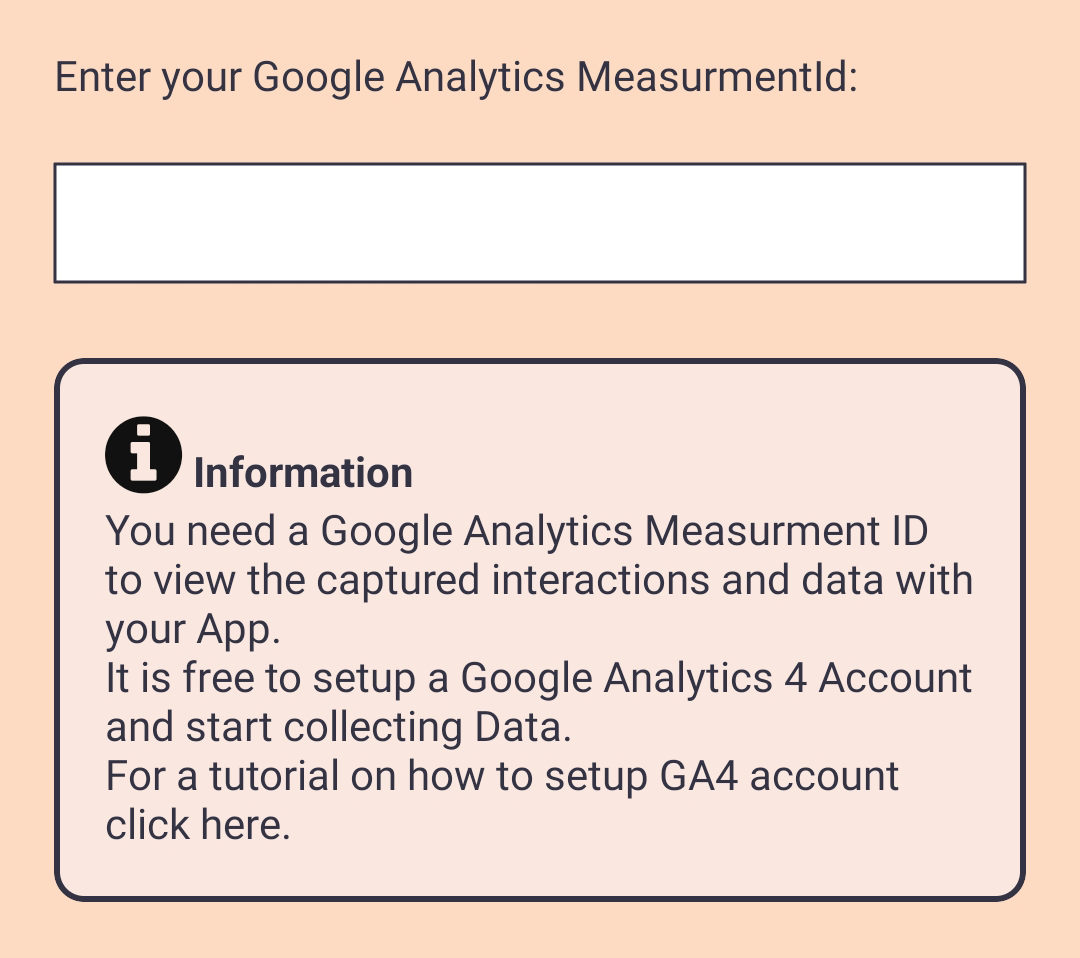 Enter your Google Analytics MeasurmentId:
Information
You need a Google Analytics Measurment ID
to view the captured interactions and data with
your App.
It is free to setup a Google Analytics 4 Account
and start collecting Data.
For a tutorial on how to setup GA4 account
click here.